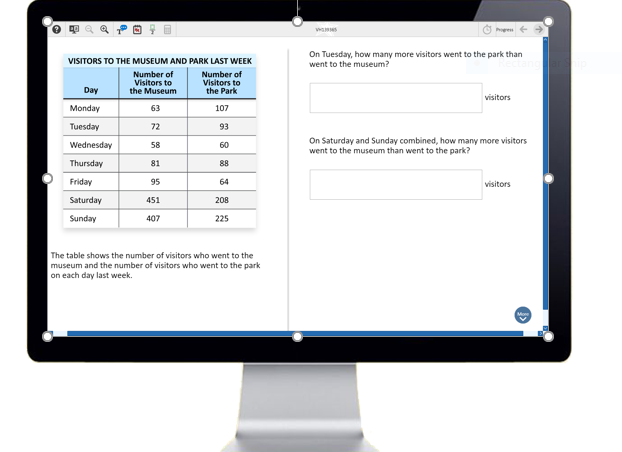 VH139365
Progress
VISITORS TO THE MUSEUM AND PARK LAST WEEK
Day Number of Visitors to the Museum Number of Visitors to the Park
Monday 63 107
Tuesday 72 93
Wednesday 58 60
Thursday 81 88
Friday 95 64
Saturday 451 208
Sunday 407 225
The table shows the number of visitors who went to the
museum and the number of visitors who went to the park
on each day last week.
On Tuesday, how many more visitors went to the park than
went to the museum?
visitors
On Saturday and Sunday combined, how many more visitors
went to the museum than went to the park?
visitors
More